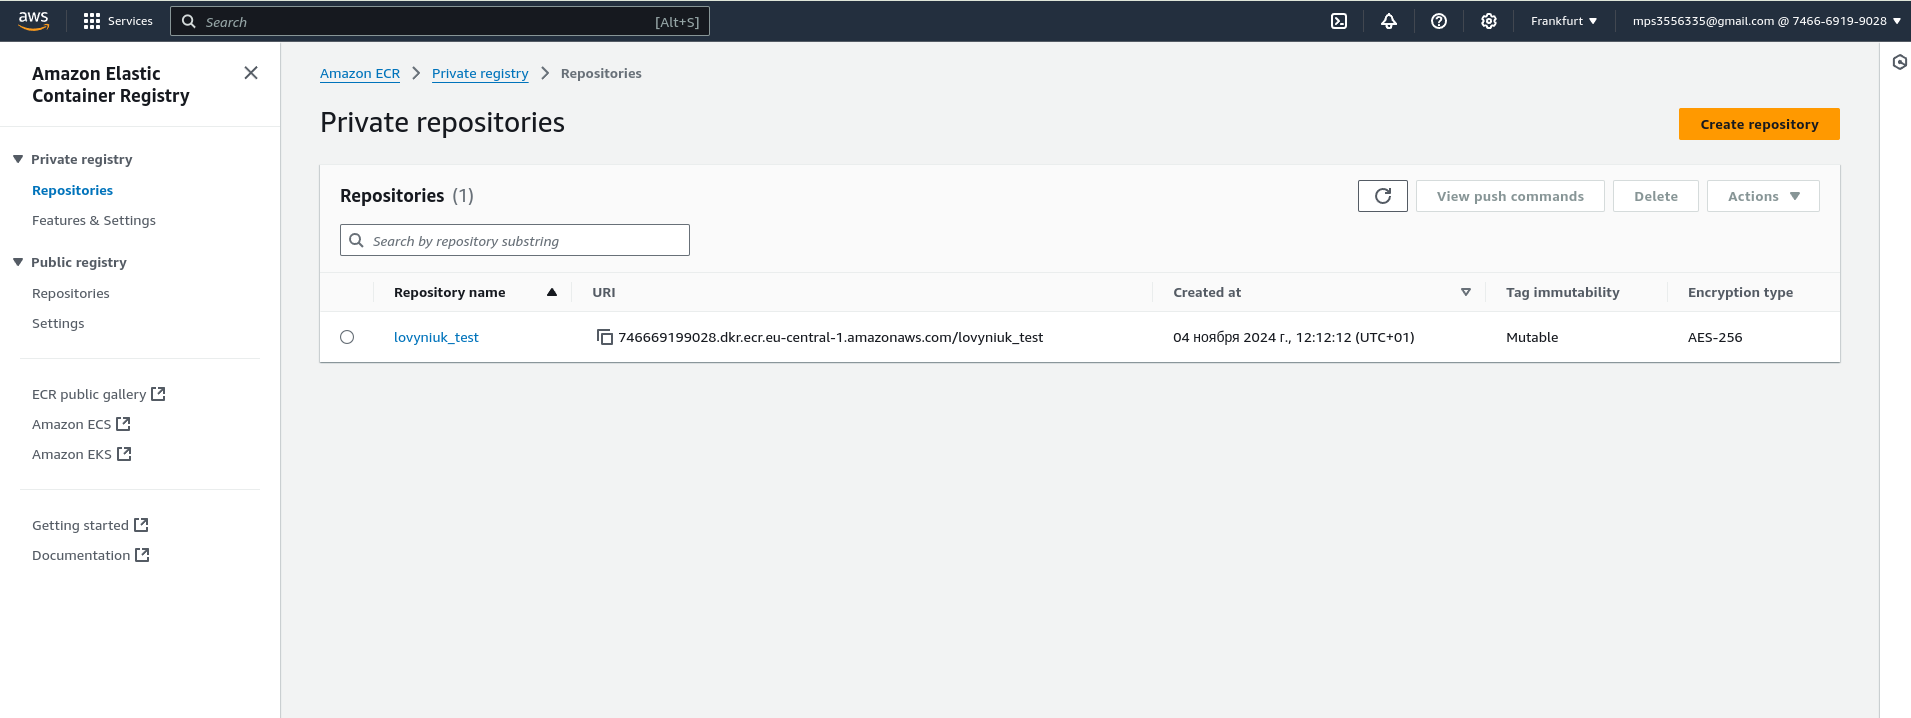 aws
Services
Search
[Alt+S]
Frankfurt
mps3556335@gmail.com @ 7466-6919-9028
Amazon Elastic
Container Registry
Private registry
Repositories
Features & Settings
Public registry
Repositories
Settings
ECR public gallery
Amazon ECS
Amazon EKS
Getting started
Documentation
Amazon ECR > Private registry > Repositories
Private repositories
Create repository
Repositories (1)
View push commands
Delete
Actions
Search by repository substring
Repository name URI Created at Tag immutability Encryption type
lovyniuk_test 746669199028.dkr.ecr.eu-central-1.amazonaws.com/lovyniuk_test 04 ноября 2024 г., 12:12:12 (UTC+01) Mutable AES-256